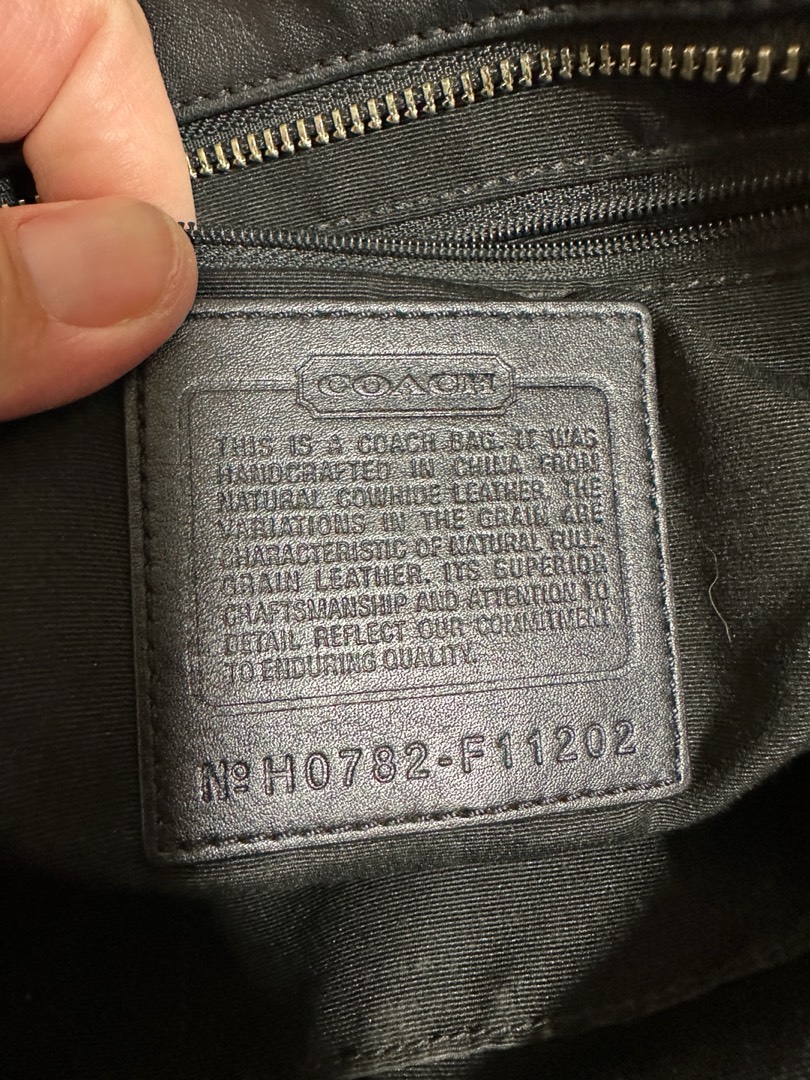 COACH
THIS IS A COACH BAG. IT WAS
HANDCRAFTED IN CHINA FROM
NATURAL COWHIDE LEATHER. THE
VARIATIONS IN THE GRAIN ARE
CHARACTERISTIC OF NATURAL FULL-
GRAIN LEATHER. ITS SUPERIOR
CRAFTSMANSHIP AND ATTENTION TO
DETAIL REFLECT OUR COMMITMENT
TO ENDURING QUALITY.
Nº H0782-F11202